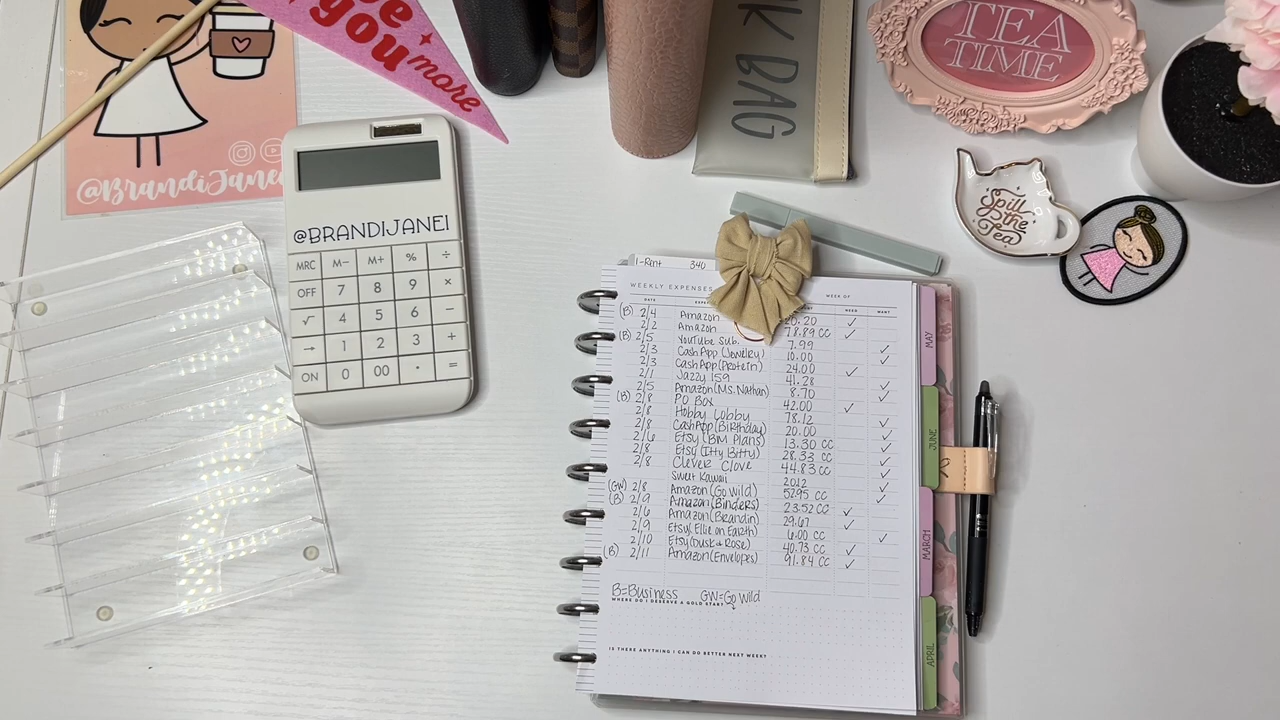 be
you
more
@BrandiJane
K BAG
TEA
TIME
Spill
the
Tea
@BRANDIJANE1
MRC M- M+ % ÷
OFF 7 8 9 ×
√ 4 5 6 −
→ 1 2 3 +
ON 0 00 · =
1-Rent 340
WEEKLY EXPENSES WEEK OF
DATE NEED WANT
(B) 2/4 Amazon 20.20 ✓
2/2 Amazon 78.89 CC ✓
(B) 2/5 YouTube Sub. 7.99
2/3 CashApp (Jewelry) 10.00 ✓
2/3 CashApp (Protein) 24.00 ✓
2/1 Jazzy 159 41.28
2/5 Amazon (Ms. Nathan) 8.70 ✓
(B) 2/8 PO Box 42.00 ✓
2/8 Hobby Lobby 78.12
2/8 CashApp (Birthday) 20.00 ✓
2/6 Etsy (BM Plans) 13.30 CC ✓
2/8 Etsy (Itty Bitty) 28.33 CC ✓
2/8 Clever Clove 44.83 CC ✓
Sweet Kawaii 20.12 ✓
(GW) 2/8 Amazon (Go Wild) 57.95 CC ✓
(B) 2/9 Amazon (Binders) 23.52 CC ✓
2/6 Amazon (Brandin) 29.67 ✓
2/9 Etsy (Ella on Earth) 6.00 CC
2/10 Etsy (Dusk 2 Rose) 40.73 CC ✓
(B) 2/11 Amazon (Envelopes) 91.84 CC ✓
B=Business GW=Go Wild
WHERE DO I DESERVE A GOLD STAR?
IS THERE ANYTHING I CAN DO BETTER NEXT WEEK?
MAY
JUNE
MARCH
APRIL